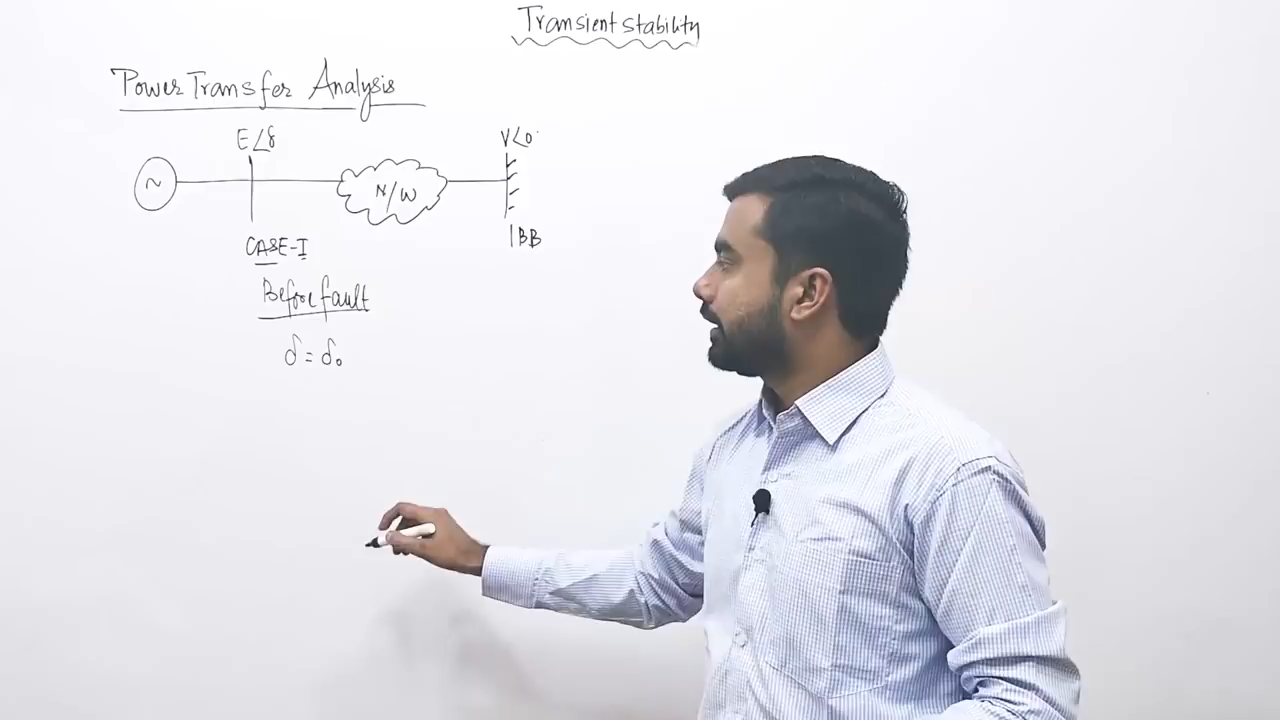 Transient stability
Power Transfer Analysis
E∠δ
V∠0
~
N/W
IBB
CASE-I
Before fault
δ = δ₀